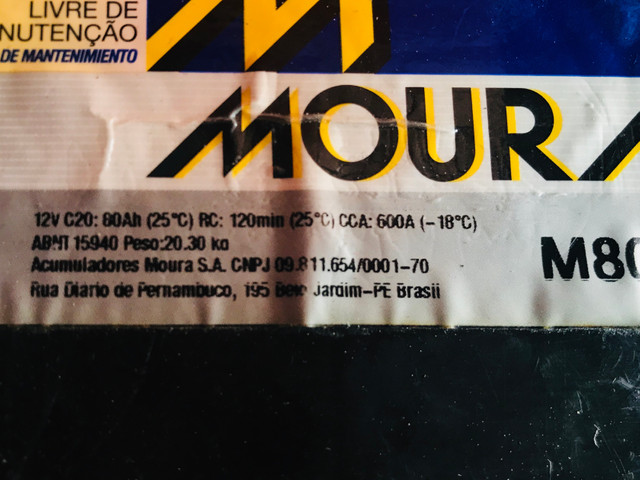 LIVRE DE
NUTENÇÃO
DE MANTENIMIENTO
MOURA
12V C20: 80Ah (25°C) RC: 120min (25°C) CCA: 600A (-18°C)
ABNT 15940 Peso:20.30 kg
Acumuladores Moura S.A. CNPJ 09.811.654/0001-70
Rua Diario de Pernambuco, 195 Belo Jardim-PE Brasil
M80